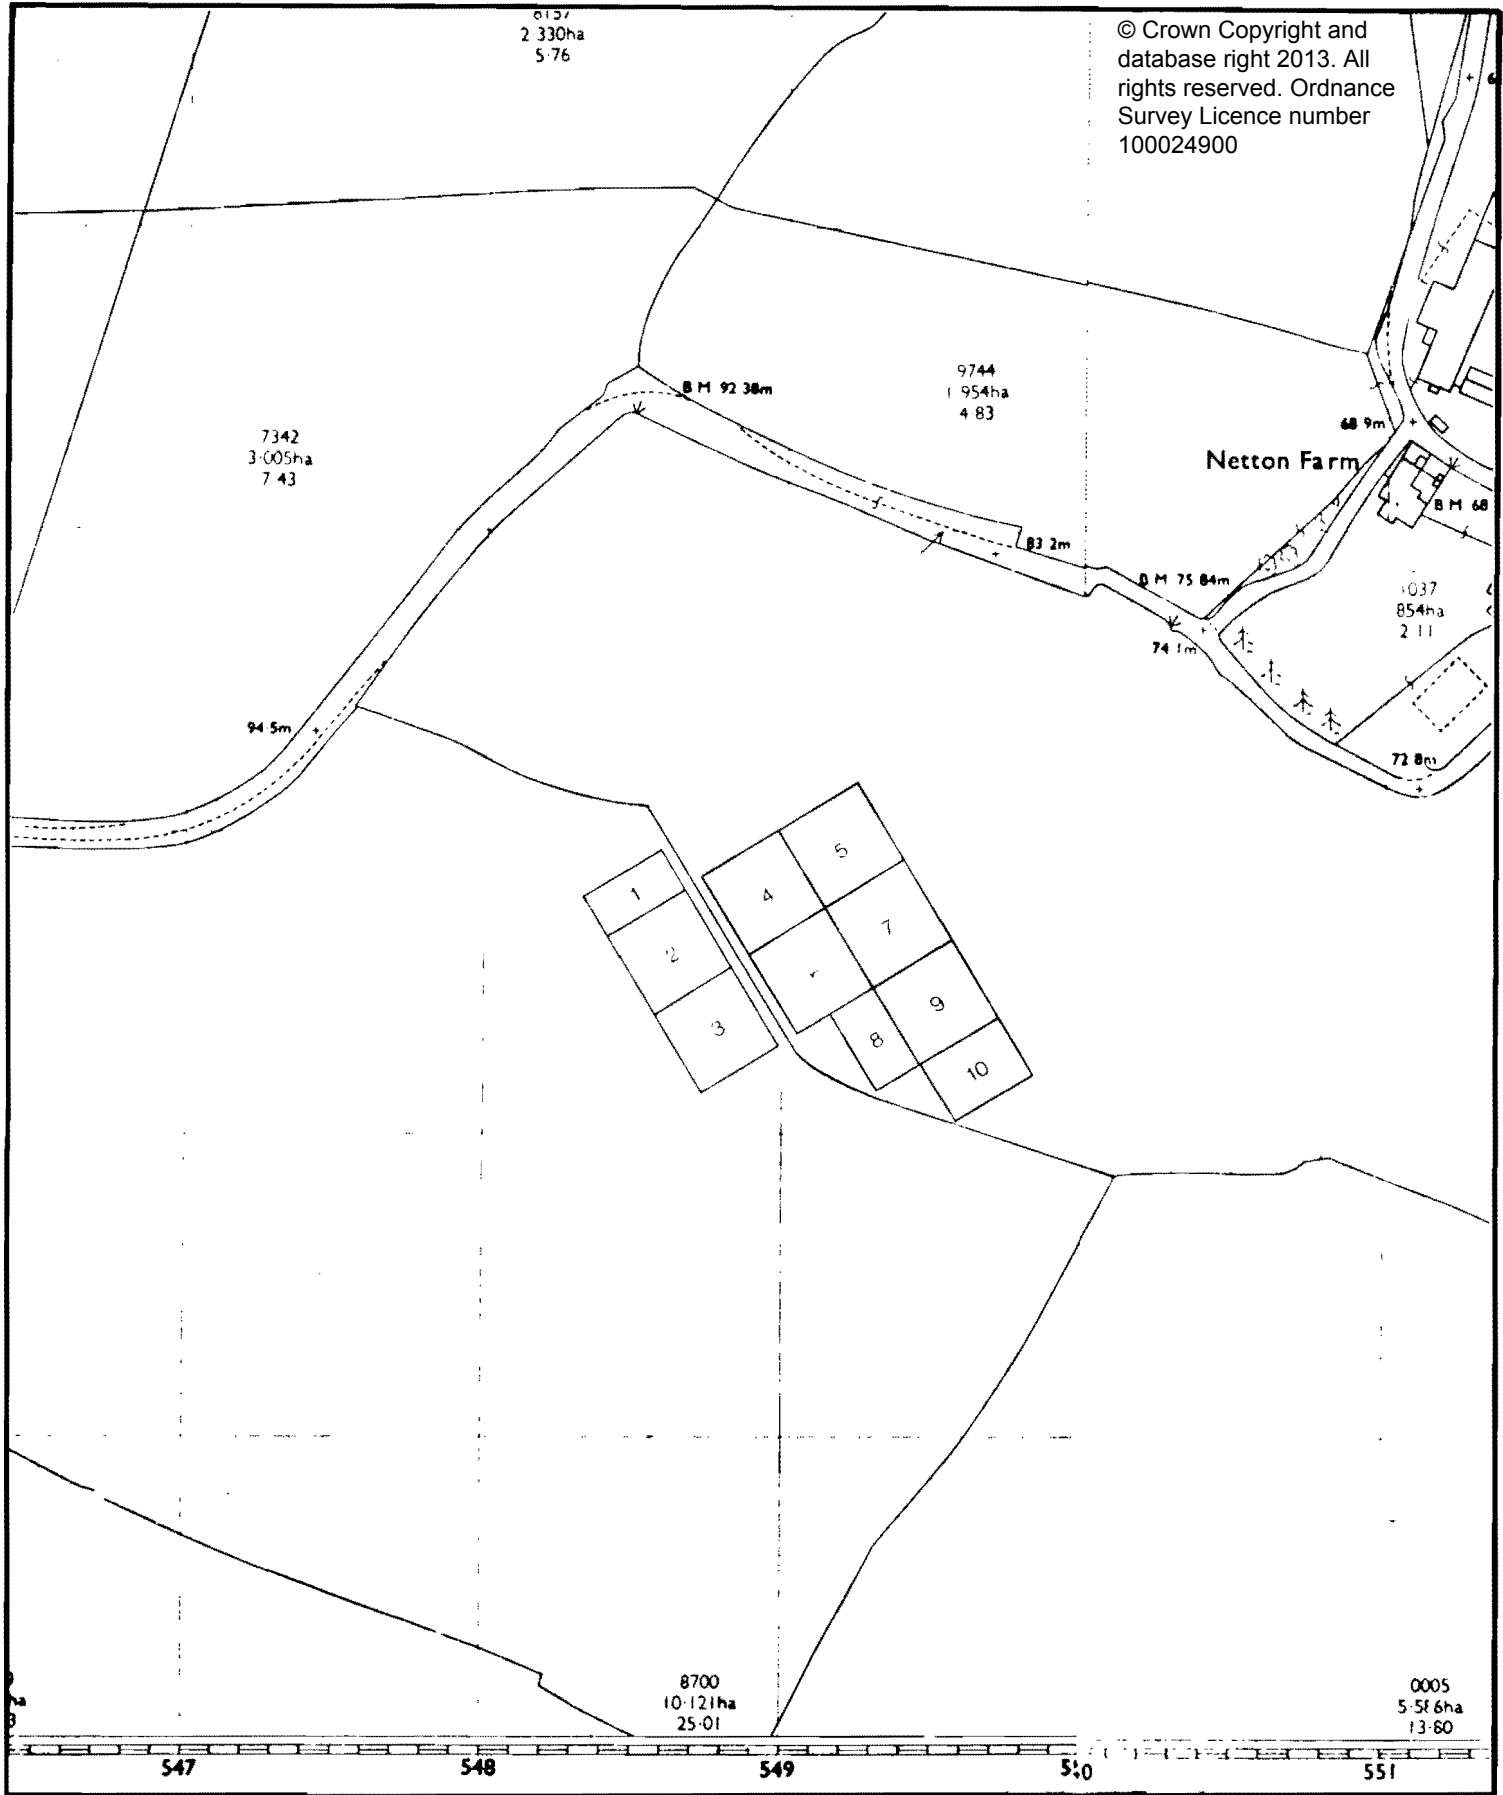 2·330ha
5·76
© Crown Copyright and
database right 2013. All
rights reserved. Ordnance
Survey Licence number
100024900
B M 92 38m
9744
1 954ha
4 83
68 9m
7342
3·005ha
7 43
Netton Farm
B M 68
83 2m
B M 75 84m
037
854ha
2 11
74 1m
94·5m
72 8m
1
2
3
4
5
7
8
9
10
8700
10·121ha
25·01
0005
13·60
ha
547
548
549
551